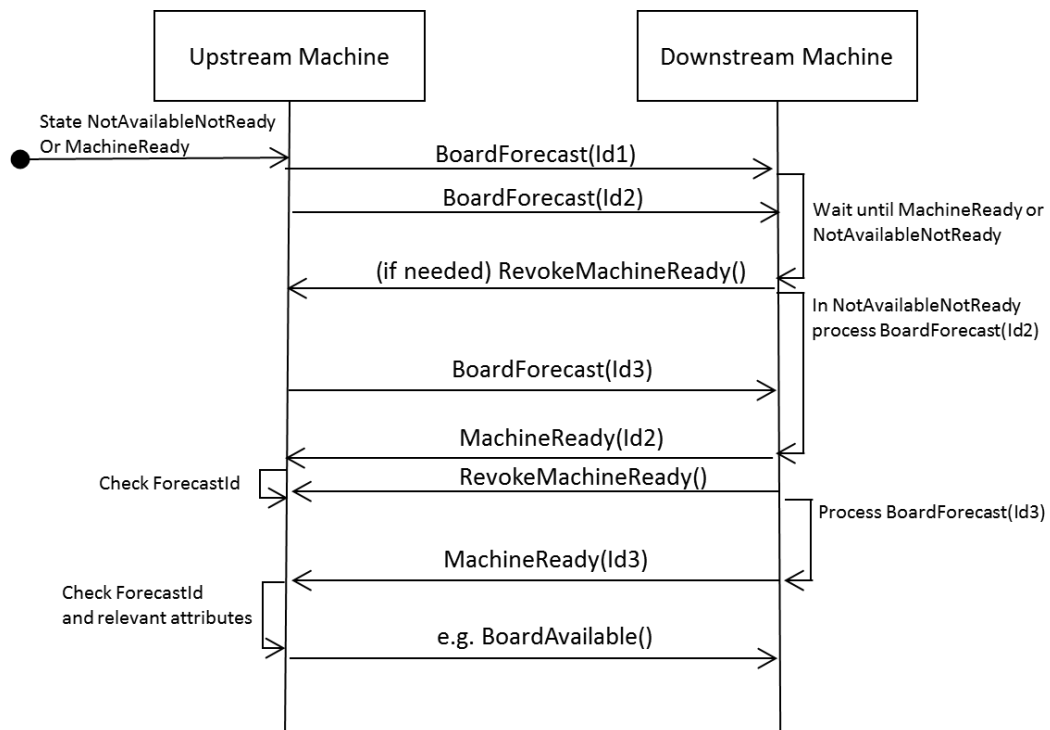 Upstream Machine
Downstream Machine
State NotAvailableNotReady
Or MachineReady
BoardForecast(Id1)
BoardForecast(Id2)
Wait until MachineReady or
NotAvailableNotReady
(if needed) RevokeMachineReady()
In NotAvailableNotReady
process BoardForecast(Id2)
BoardForecast(Id3)
MachineReady(Id2)
Check ForecastId
RevokeMachineReady()
Process BoardForecast(Id3)
MachineReady(Id3)
Check ForecastId
and relevant attributes
e.g. BoardAvailable()